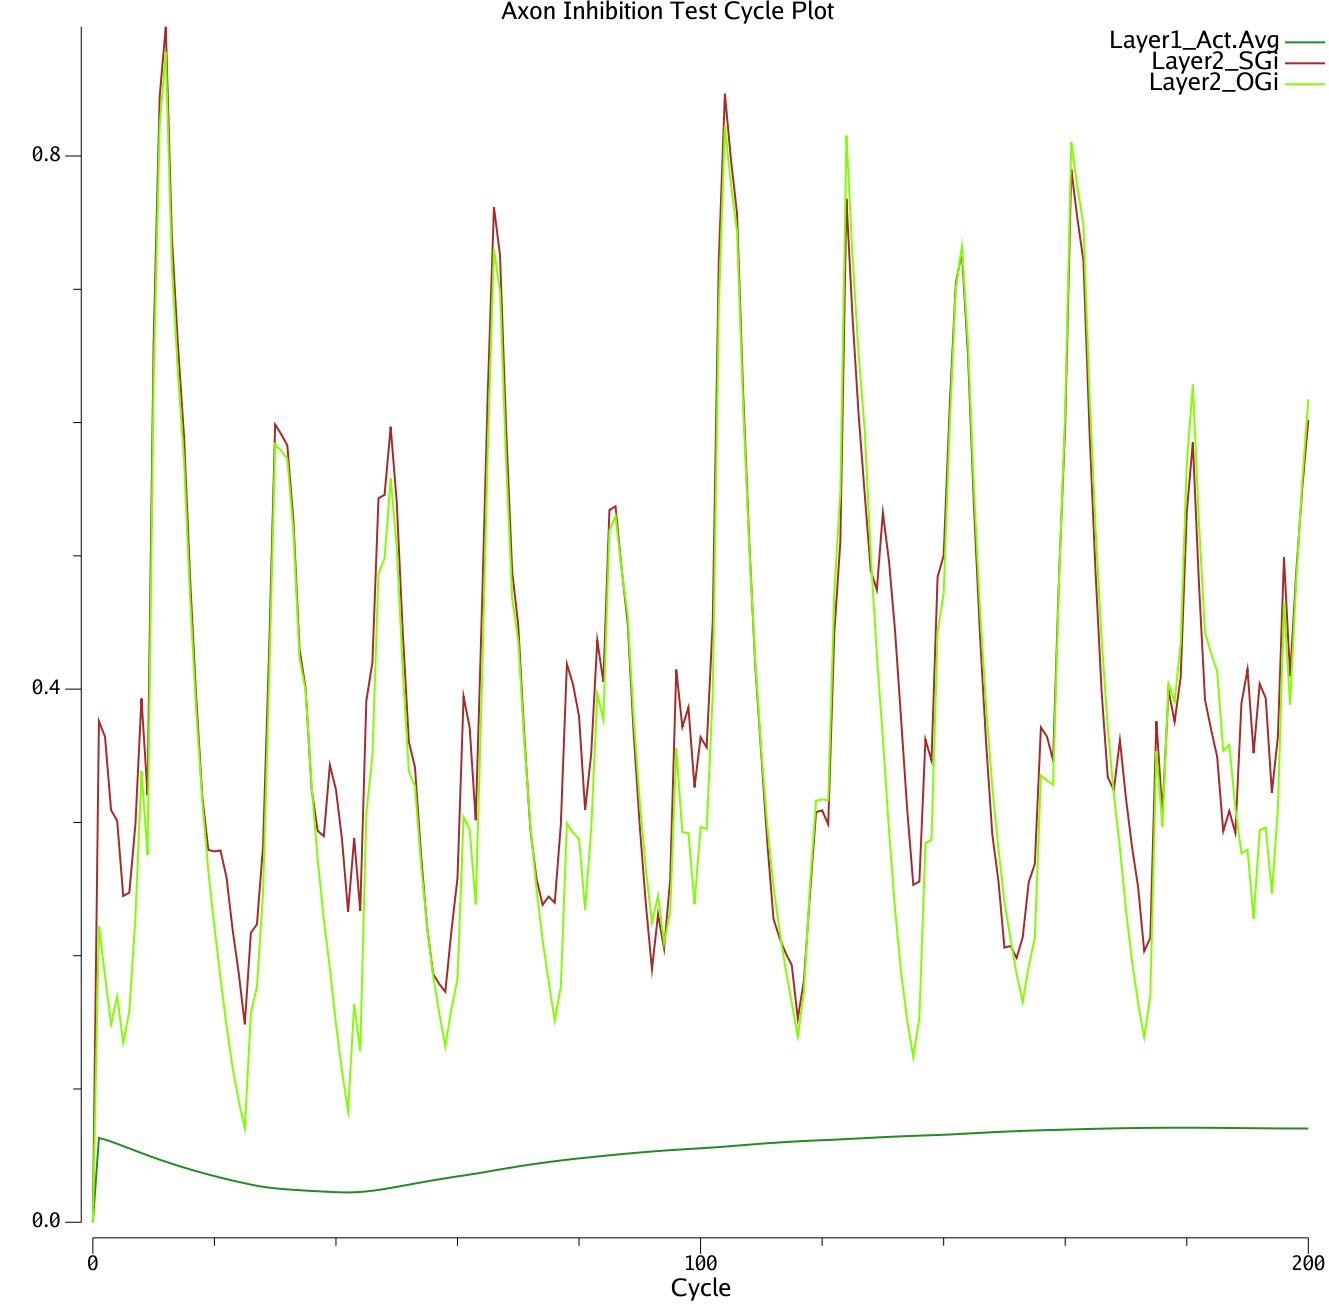 Axon Inhibition Test Cycle Plot
Layer1_Act.Avg
Layer2_SGi
Layer2_OGi
0.8
0.4
0.0
0 100 200
Cycle